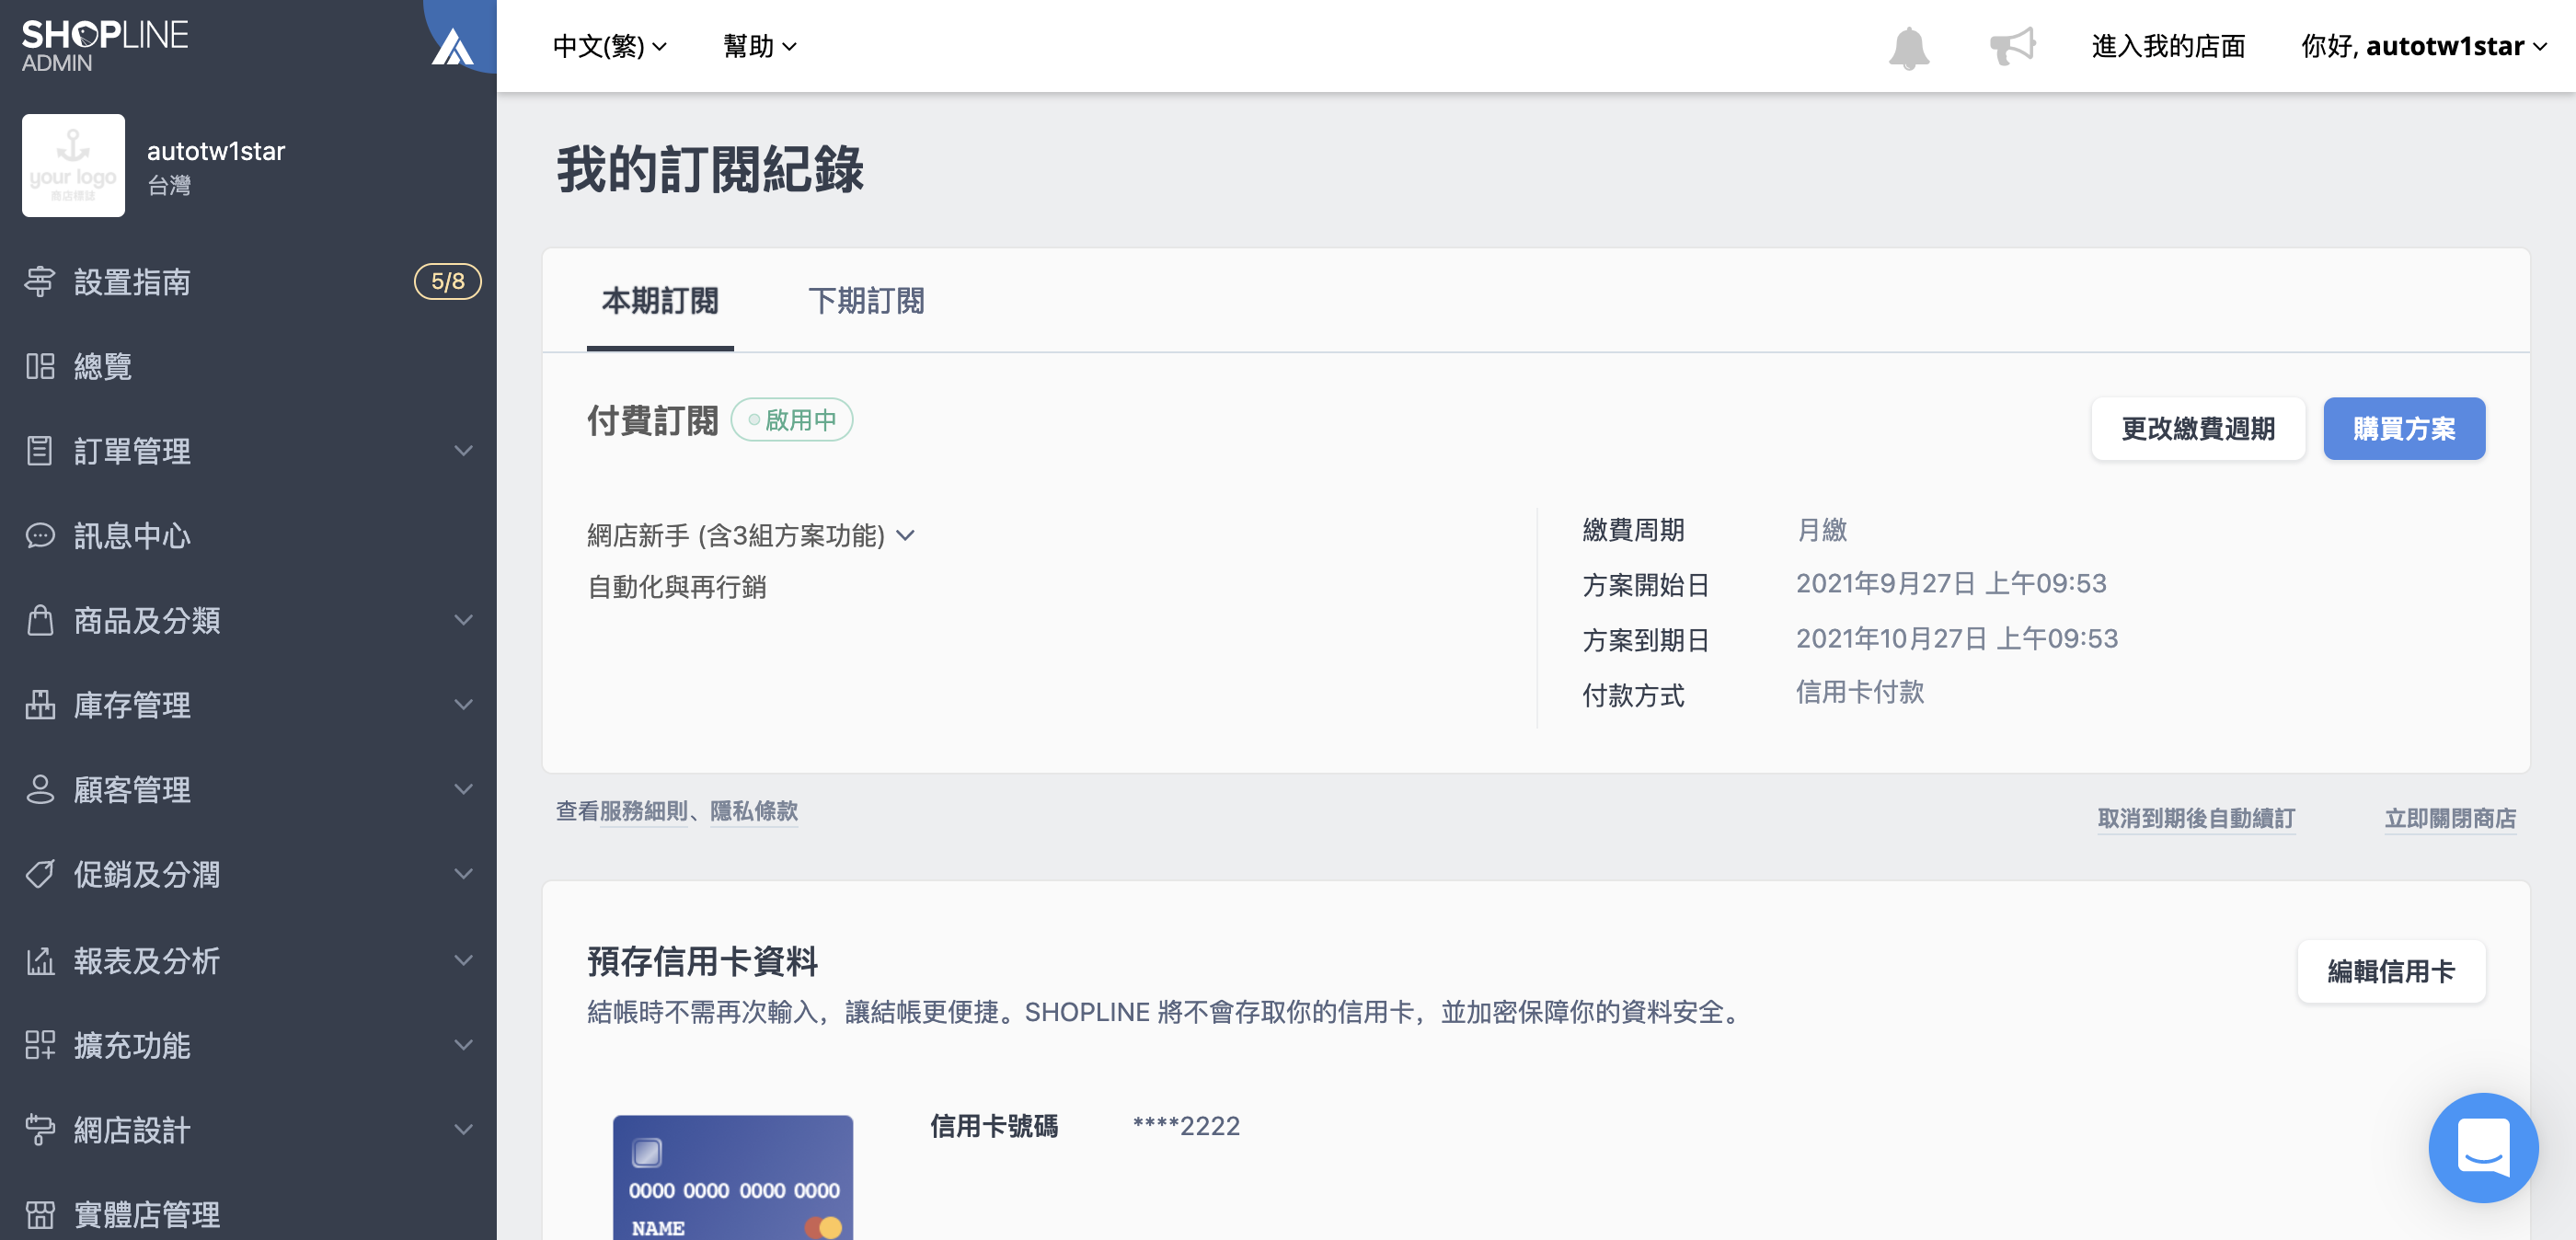 SHOPLINE
ADMIN
中文(繁)
幫助
進入我的店面
你好, autotw1star
your logo
商店標誌
autotw1star
台灣
設置指南
5/8
總覽
訂單管理
訊息中心
商品及分類
庫存管理
顧客管理
促銷及分潤
報表及分析
擴充功能
網店設計
實體店管理
我的訂閱紀錄
本期訂閱
下期訂閱
付費訂閱
啟用中
更改繳費週期
購買方案
網店新手 (含3組方案功能)
自動化與再行銷
繳費周期
月繳
方案開始日
2021年9月27日 上午09:53
方案到期日
2021年10月27日 上午09:53
付款方式
信用卡付款
查看服務細則、隱私條款
取消到期後自動續訂
立即關閉商店
預存信用卡資料
編輯信用卡
結帳時不需再次輸入，讓結帳更便捷。SHOPLINE 將不會存取你的信用卡，並加密保障你的資料安全。
信用卡號碼
****2222
0000 0000 0000 0000
NAME